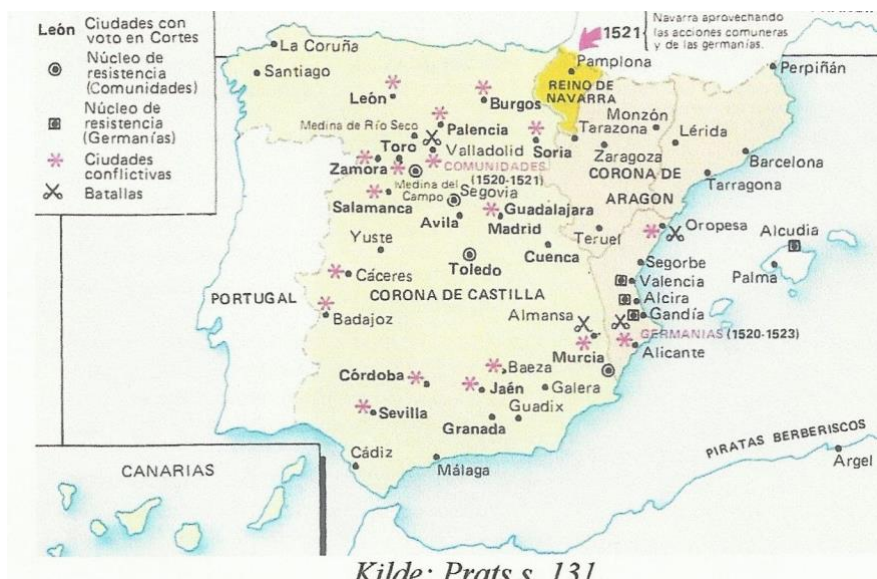 León Ciudades con
voto en Cortes
Núcleo de
resistencia
(Comunidades)
Núcleo de
resistencia
(Germanías)
Ciudades
conflictivas
Batallas
Navarra aprovechando
1521 las acciones comuneras
y de las germanías.
La Coruña
Santiago
Pamplona
Perpiñán
REINO DE
NAVARRA
León
Burgos
Monzón
Palencia
Medina de Río Seco
Tarazona
Lérida
Toro
Valladolid
Soria
Zaragoza
Barcelona
Zamora
COMUNIDADES
(1520-1521)
CORONA DE
ARAGON
Tarragona
Medina del
Campo
Segovia
Salamanca
Guadalajara
Avila
Madrid
Teruel
Oropesa
Alcudia
Yuste
Cuenca
Segorbe
Palma
Toledo
Cáceres
Valencia
PORTUGAL
CORONA DE CASTILLA
Alcira
Badajoz
Almansa
Gandía
GERMANIAS (1520-1523)
Murcia
Alicante
Baeza
Córdoba
Jaén
Galera
Sevilla
Guadix
Granada
PIRATAS BERBERISCOS
Cádiz
Málaga
Argel
CANARIAS
Kilde: Prats s. 131